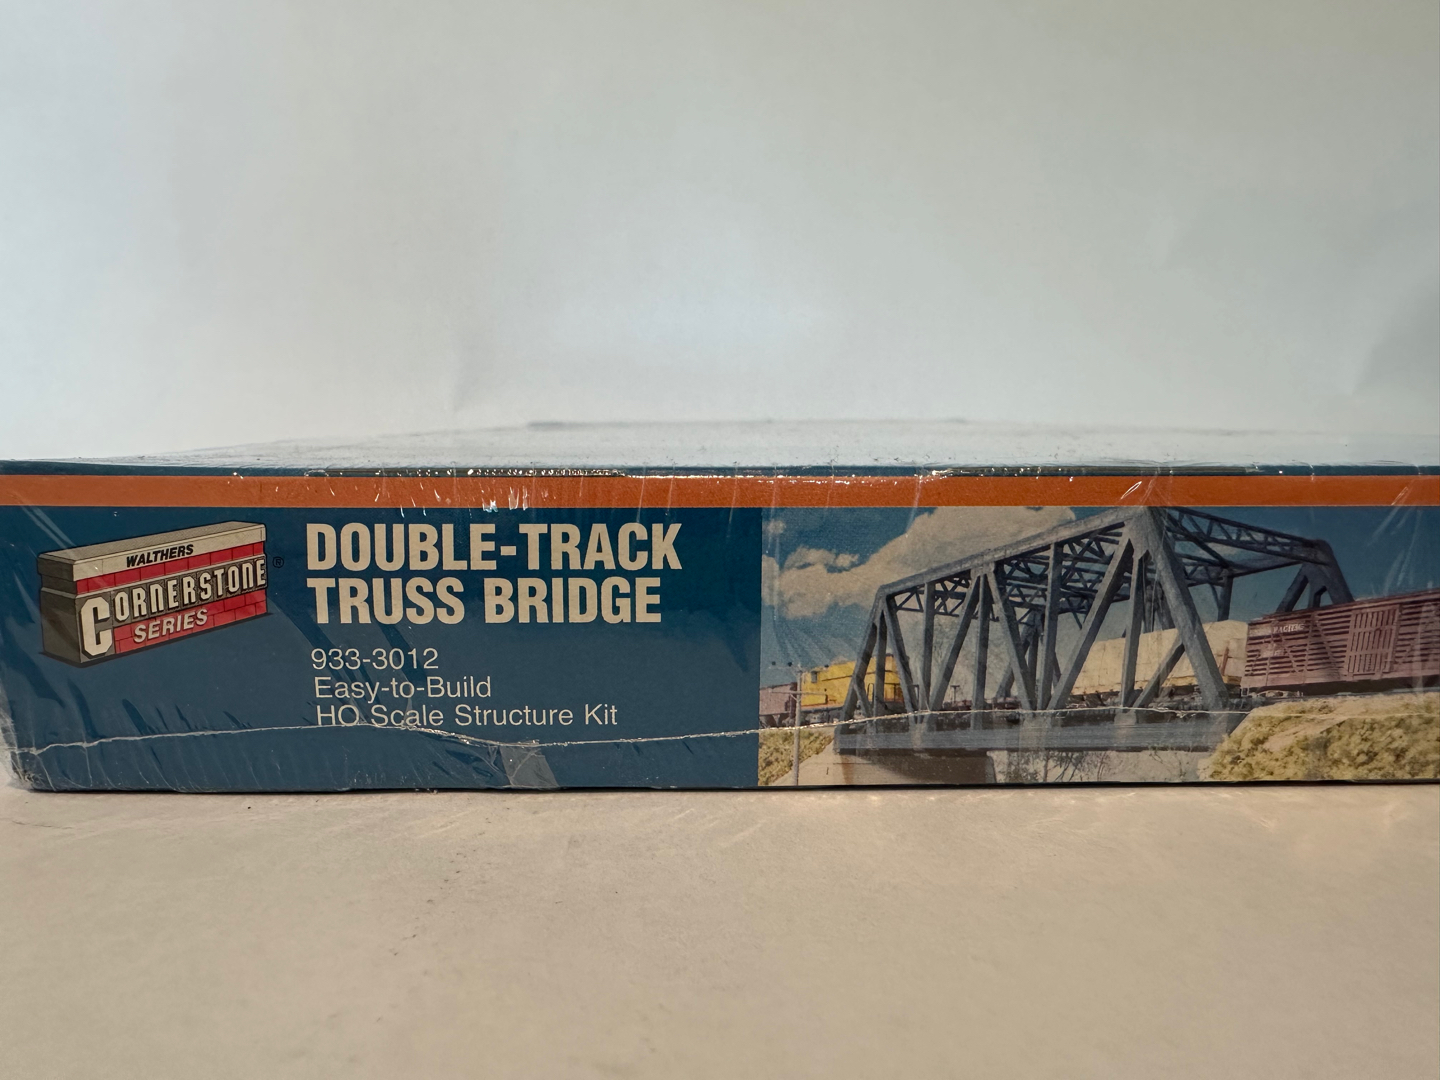 WALTHERS
CORNERSTONE®
SERIES
DOUBLE-TRACK
TRUSS BRIDGE
933-3012
Easy-to-Build
HO Scale Structure Kit